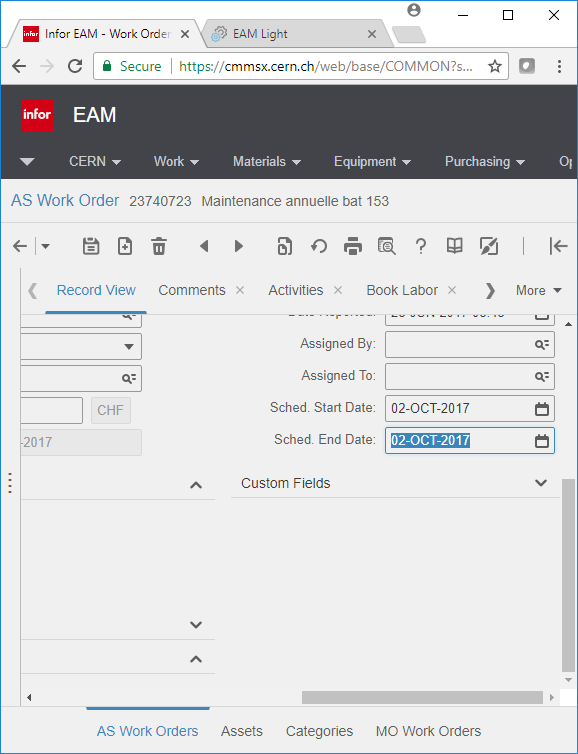 Infor EAM - Work Order
EAM Light
Secure
https://cmmsx.cern.ch/web/base/COMMON?s...
infor
EAM
CERN
Work
Materials
Equipment
Purchasing
Op
AS Work Order
23740723
Maintenance annuelle bat 153
Record View
Comments
Activities
Book Labor
More
Date Reported:
Assigned By:
Assigned To:
CHF
Sched. Start Date:
02-OCT-2017
-2017
Sched. End Date:
02-OCT-2017
Custom Fields
AS Work Orders
Assets
Categories
MO Work Orders